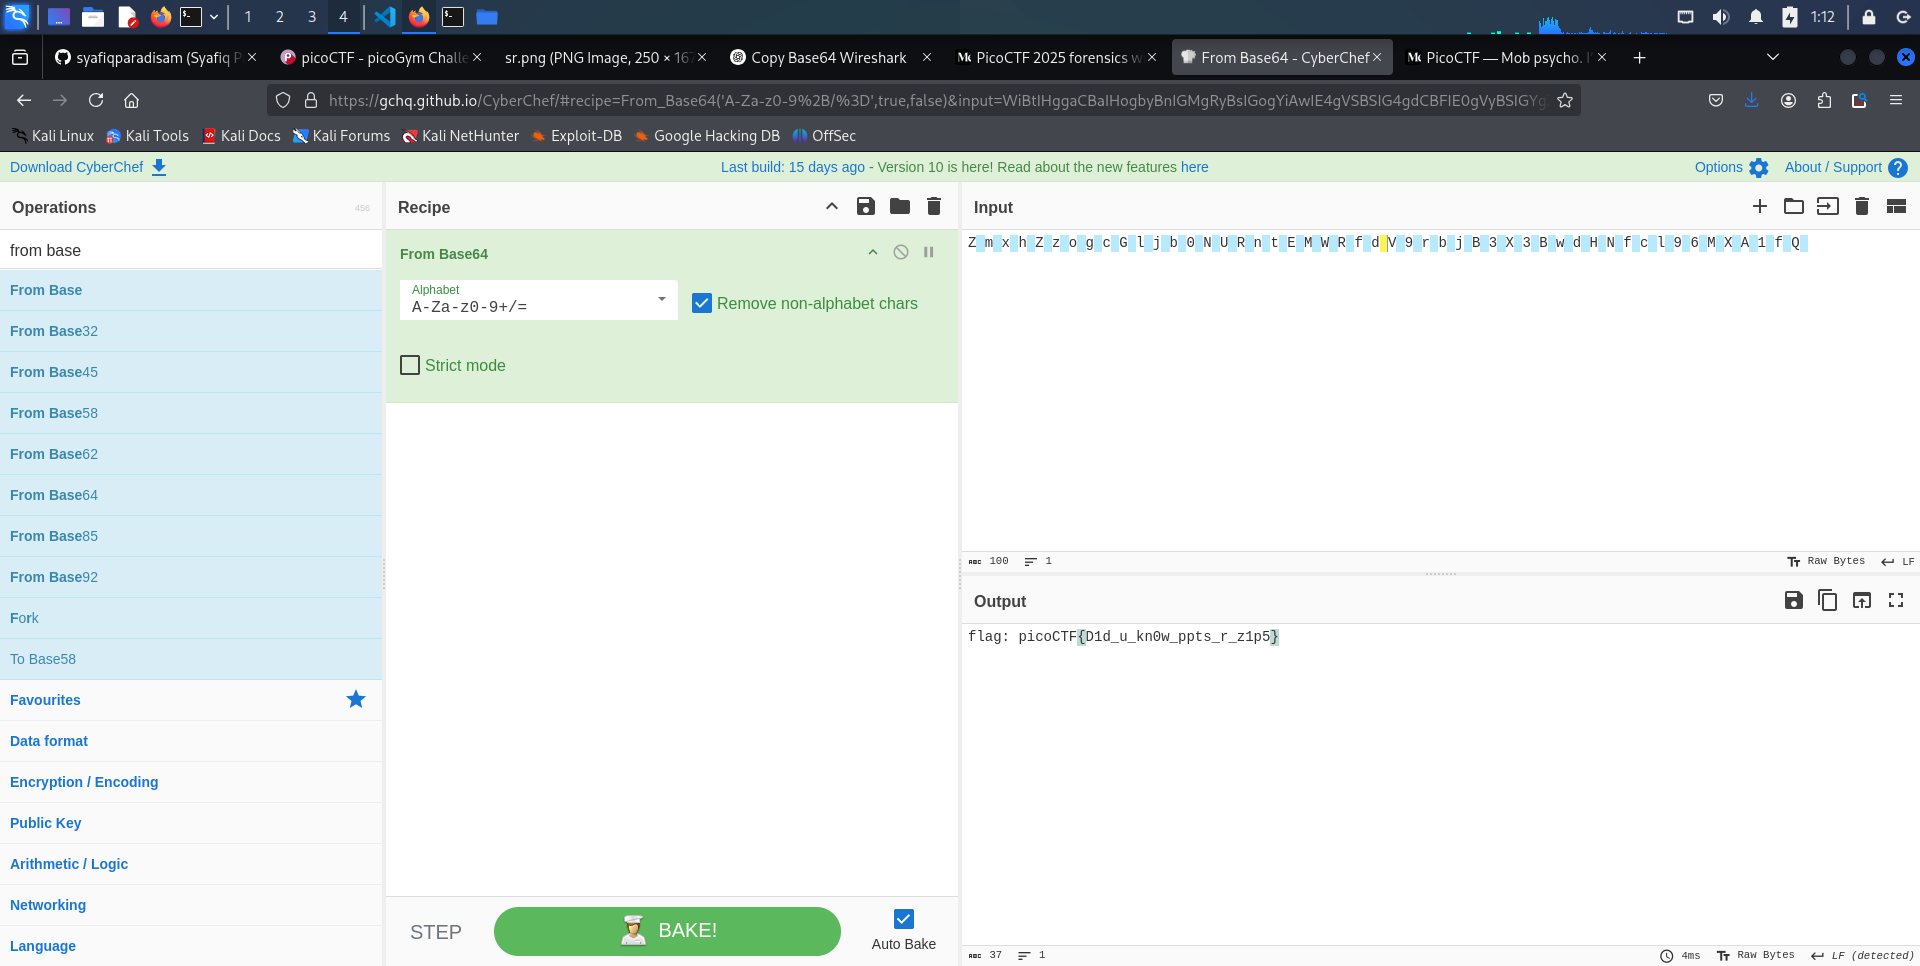 1 2 3 4 1:12
syafiqparadisam (Syafiq P picoCTF - picoGym Challe sr.png (PNG Image, 250 × 167 Copy Base64 Wireshark PicoCTF 2025 forensics w From Base64 - CyberChef PicoCTF — Mob psycho. I
https://gchq.github.io/CyberChef/#recipe=From_Base64('A-Za-z0-9%2B/%3D',true,false)&input=WiBtIHggaCBaIHogbyBnIGMgRyBsIGogYiAwIE4gVSBSIG4gdCBFIE0gVyBSIGYg
Kali Linux Kali Tools Kali Docs Kali Forums Kali NetHunter Exploit-DB Google Hacking DB OffSec
Download CyberChef Last build: 15 days ago - Version 10 is here! Read about the new features here Options About / Support
Operations 456
from base
From Base
From Base32
From Base45
From Base58
From Base62
From Base64
From Base85
From Base92
Fork
To Base58
Favourites
Data format
Encryption / Encoding
Public Key
Arithmetic / Logic
Networking
Language
Recipe
From Base64
Alphabet
A-Za-z0-9+/=
Remove non-alphabet chars
Strict mode
STEP BAKE! Auto Bake
Input
Z m x h Z z o g c G l j b 0 N U R n t E M W R f d V 9 r b j B 3 X 3 B w d H N f c l 9 6 M X A 1 f Q
100 1 Raw Bytes LF
Output
flag: picoCTF{D1d_u_kn0w_ppts_r_z1p5}
37 1 4ms Raw Bytes LF (detected)